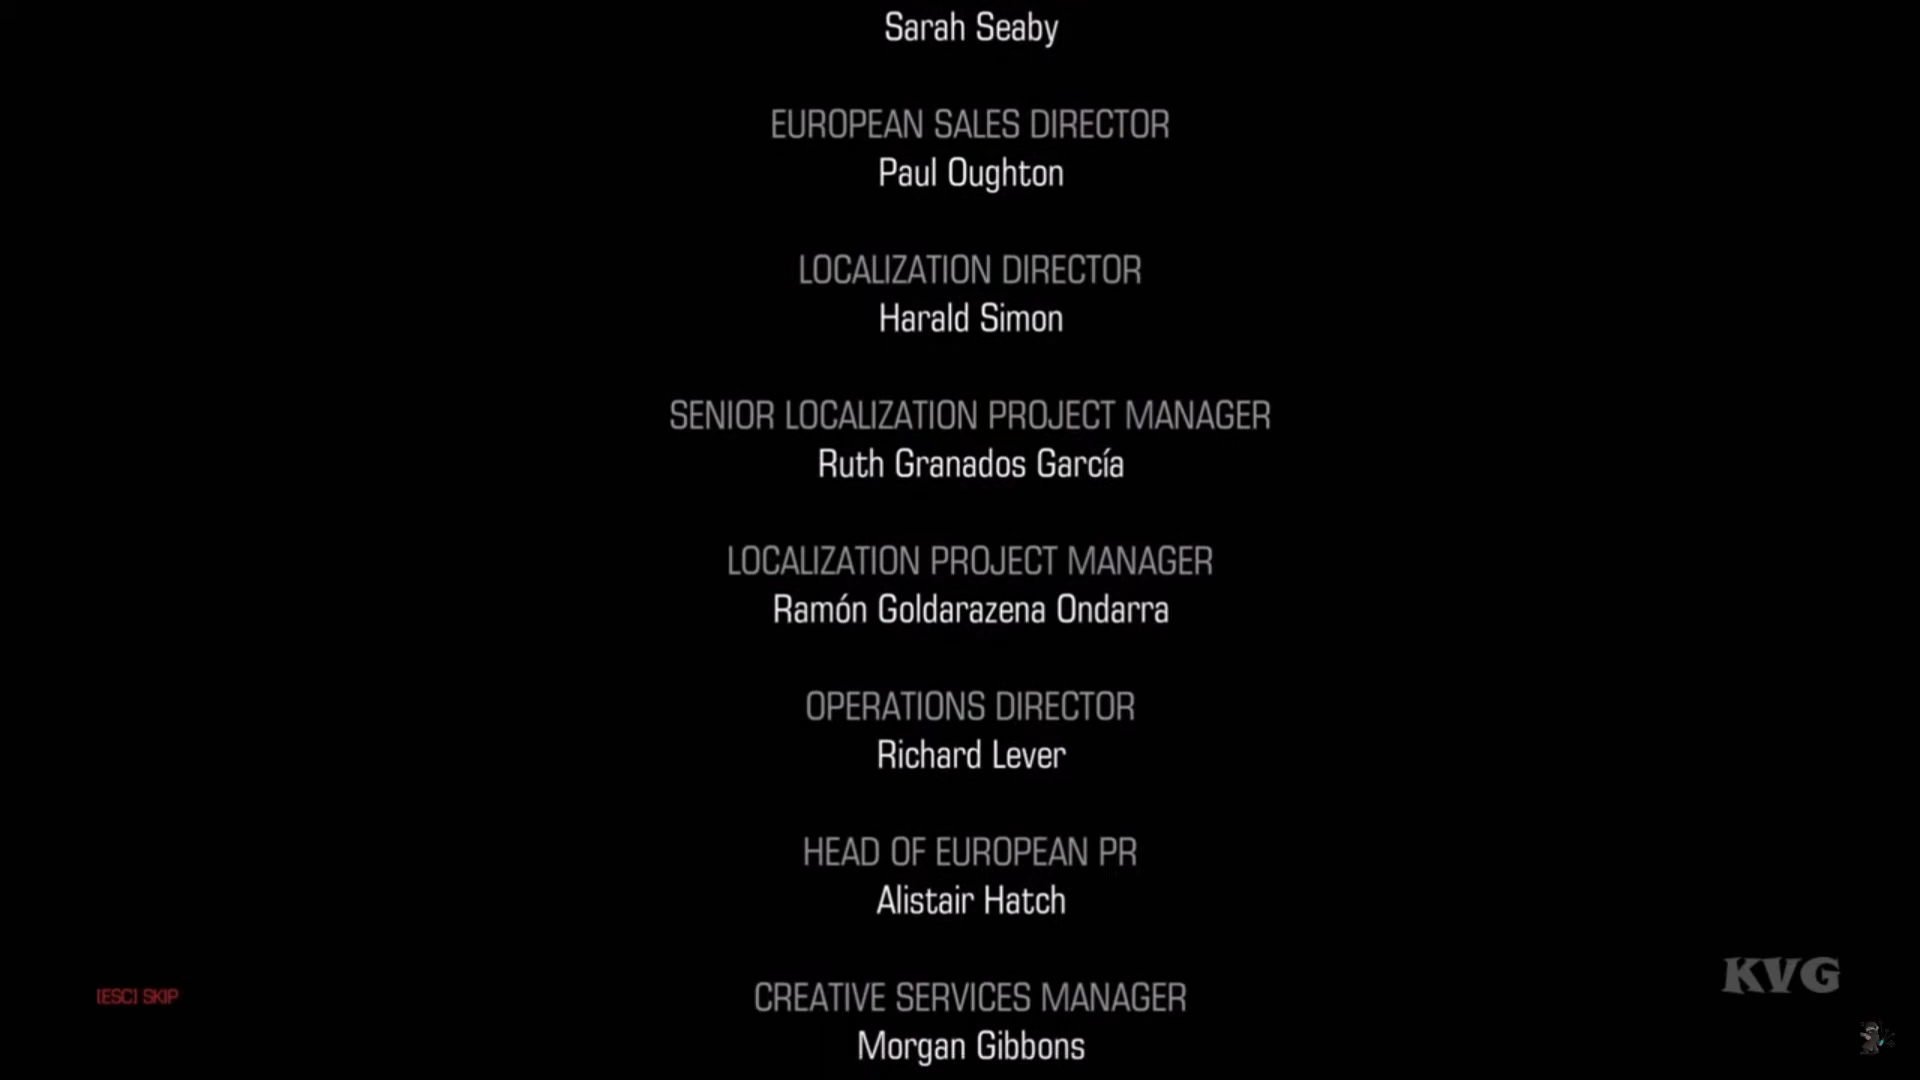 Sarah Seaby
EUROPEAN SALES DIRECTOR
Paul Oughton
LOCALIZATION DIRECTOR
Harald Simon
SENIOR LOCALIZATION PROJECT MANAGER
Ruth Granados García
LOCALIZATION PROJECT MANAGER
Ramón Goldarazena Ondarra
OPERATIONS DIRECTOR
Richard Lever
HEAD OF EUROPEAN PR
Alistair Hatch
CREATIVE SERVICES MANAGER
Morgan Gibbons
[ESC] SKIP
KVG